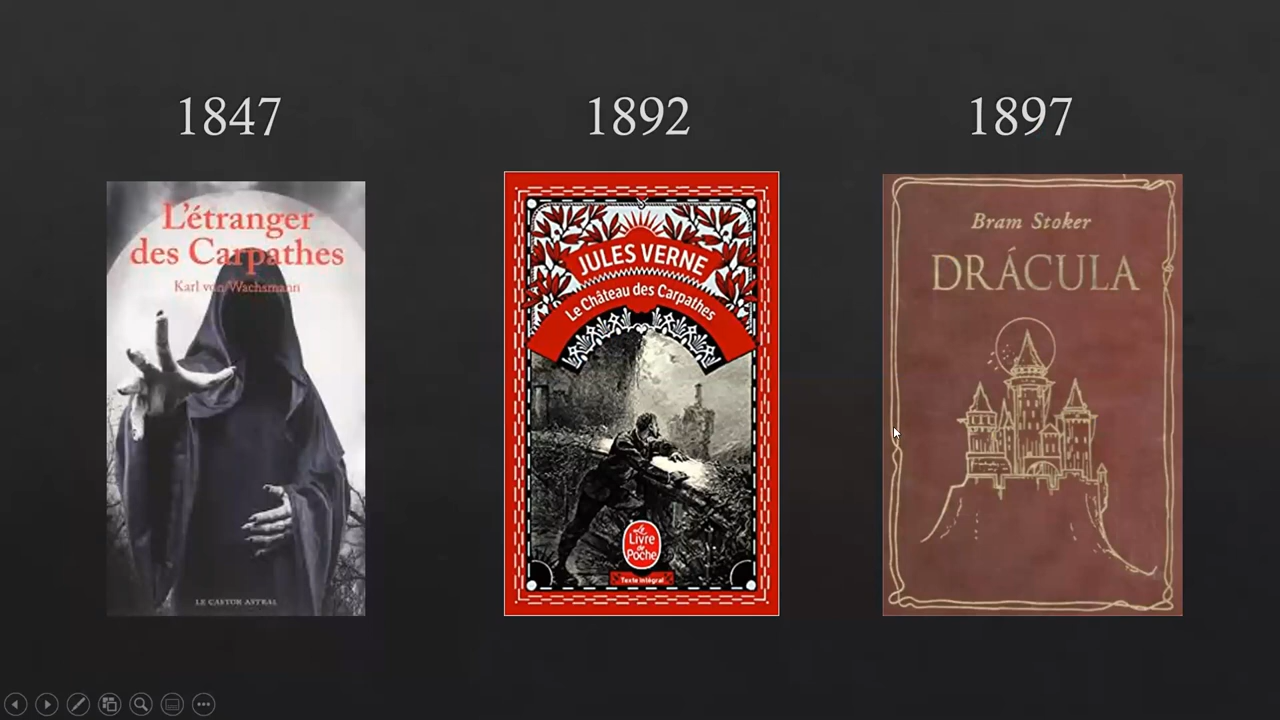 1847
1892
1897
L'étranger
des Carpathes
Karl von Wachsmann
LE CASTOR ASTRAL
JULES VERNE
Le Château des Carpathes
Le
Livre
de
Poche
Texte intégral
Bram Stoker
DRÁCULA